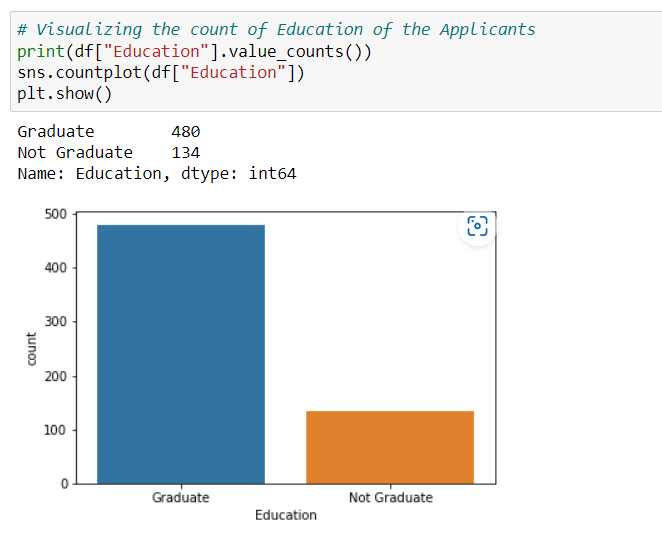 # Visualizing the count of Education of the Applicants
print(df["Education"].value_counts())
sns.countplot(df["Education"])
plt.show()
Graduate        480
Not Graduate    134
Name: Education, dtype: int64
500
400
300
200
100
0
count
Graduate
Not Graduate
Education